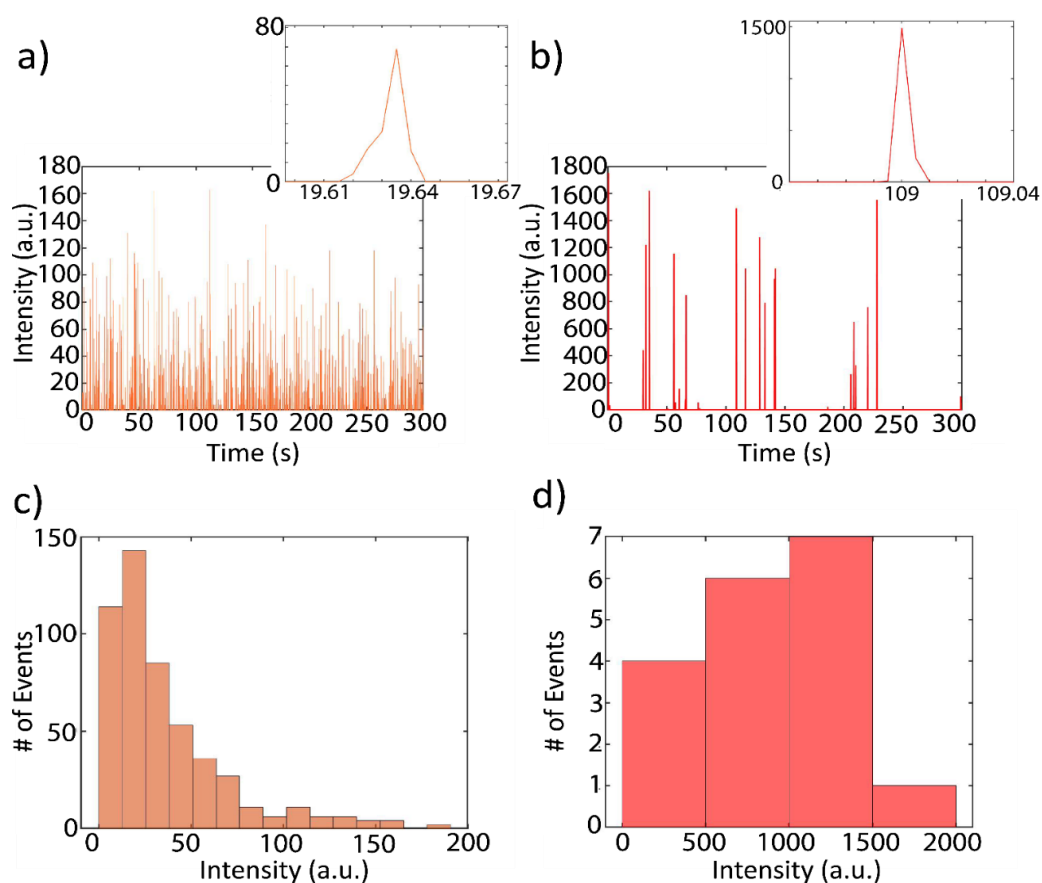 a)
80
0
19.61 19.64 19.67
180
160
140
120
100
80
60
40
20
0
Intensity (a.u.)
0 50 100 150 200 250 300
Time (s)
b)
1500
0
109 109.04
1800
1600
1400
1200
1000
800
600
400
200
0
Intensity (a.u.)
0 50 100 150 200 250 300
Time (s)
c)
150
100
50
0
# of Events
0 50 100 150 200
Intensity (a.u.)
d)
7
6
5
4
3
2
1
0
# of Events
0 500 1000 1500 2000
Intensity (a.u.)